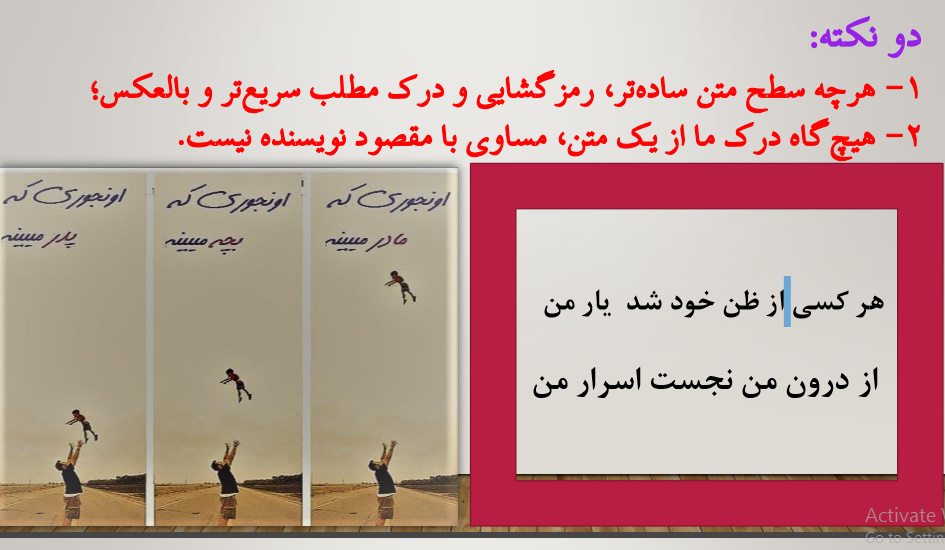 دو نکته:
۱- هرچه سطح متن ساده‌تر، رمزگشایی و درک مطلب سریع‌تر و بالعکس؛
۲- هیچ‌گاه درک ما از یک متن، مساوی با مقصود نویسنده نیست.
اونجوری که
مادر میبینه
اونجوری که
بچه میبینه
اونجوری که
پدر میبینه
هر کسی از ظن خود شد یار من
از درون من نجست اسرار من
Activate
Go to